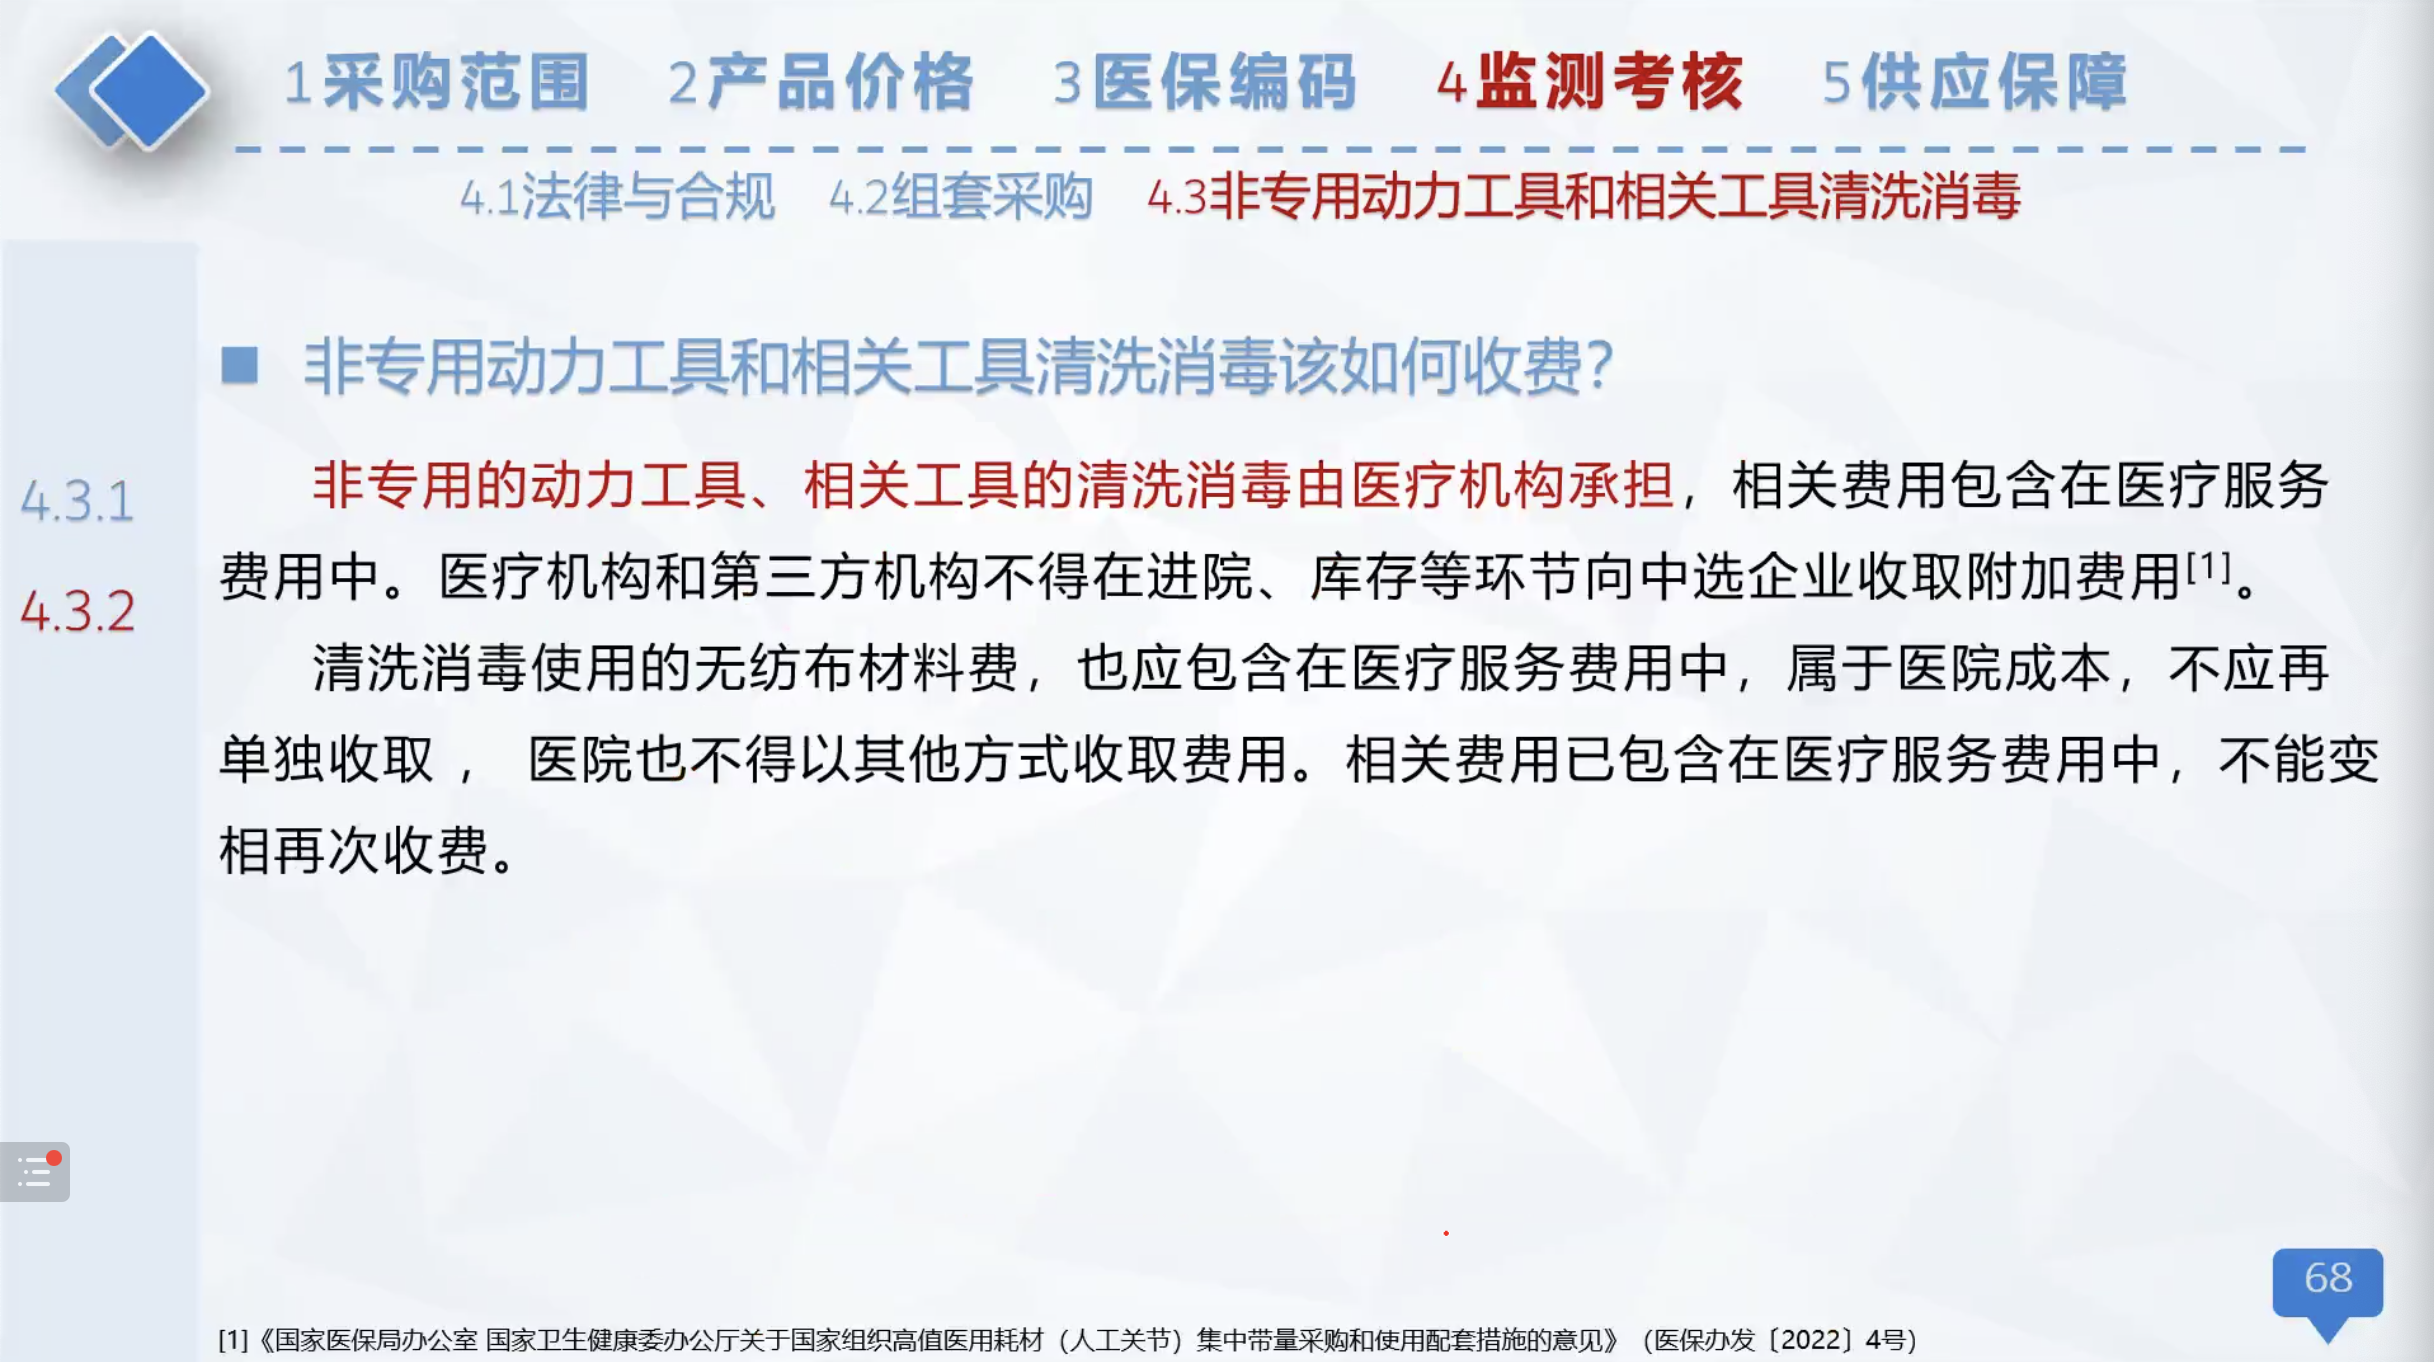 1采购范围 2产品价格 3医保编码 4监测考核 5供应保障
4.1法律与合规 4.2组套采购 4.3非专用动力工具和相关工具清洗消毒
■ 非专用动力工具和相关工具清洗消毒该如何收费？
4.3.1
4.3.2
非专用的动力工具、相关工具的清洗消毒由医疗机构承担，相关费用包含在医疗服务
费用中。医疗机构和第三方机构不得在进院、库存等环节向中选企业收取附加费用[1]。
清洗消毒使用的无纺布材料费，也应包含在医疗服务费用中，属于医院成本，不应再
单独收取 ， 医院也不得以其他方式收取费用。相关费用已包含在医疗服务费用中，不能变
相再次收费。
68
[1]《国家医保局办公室 国家卫生健康委办公厅关于国家组织高值医用耗材（人工关节）集中带量采购和使用配套措施的意见》（医保办发〔2022〕4号）